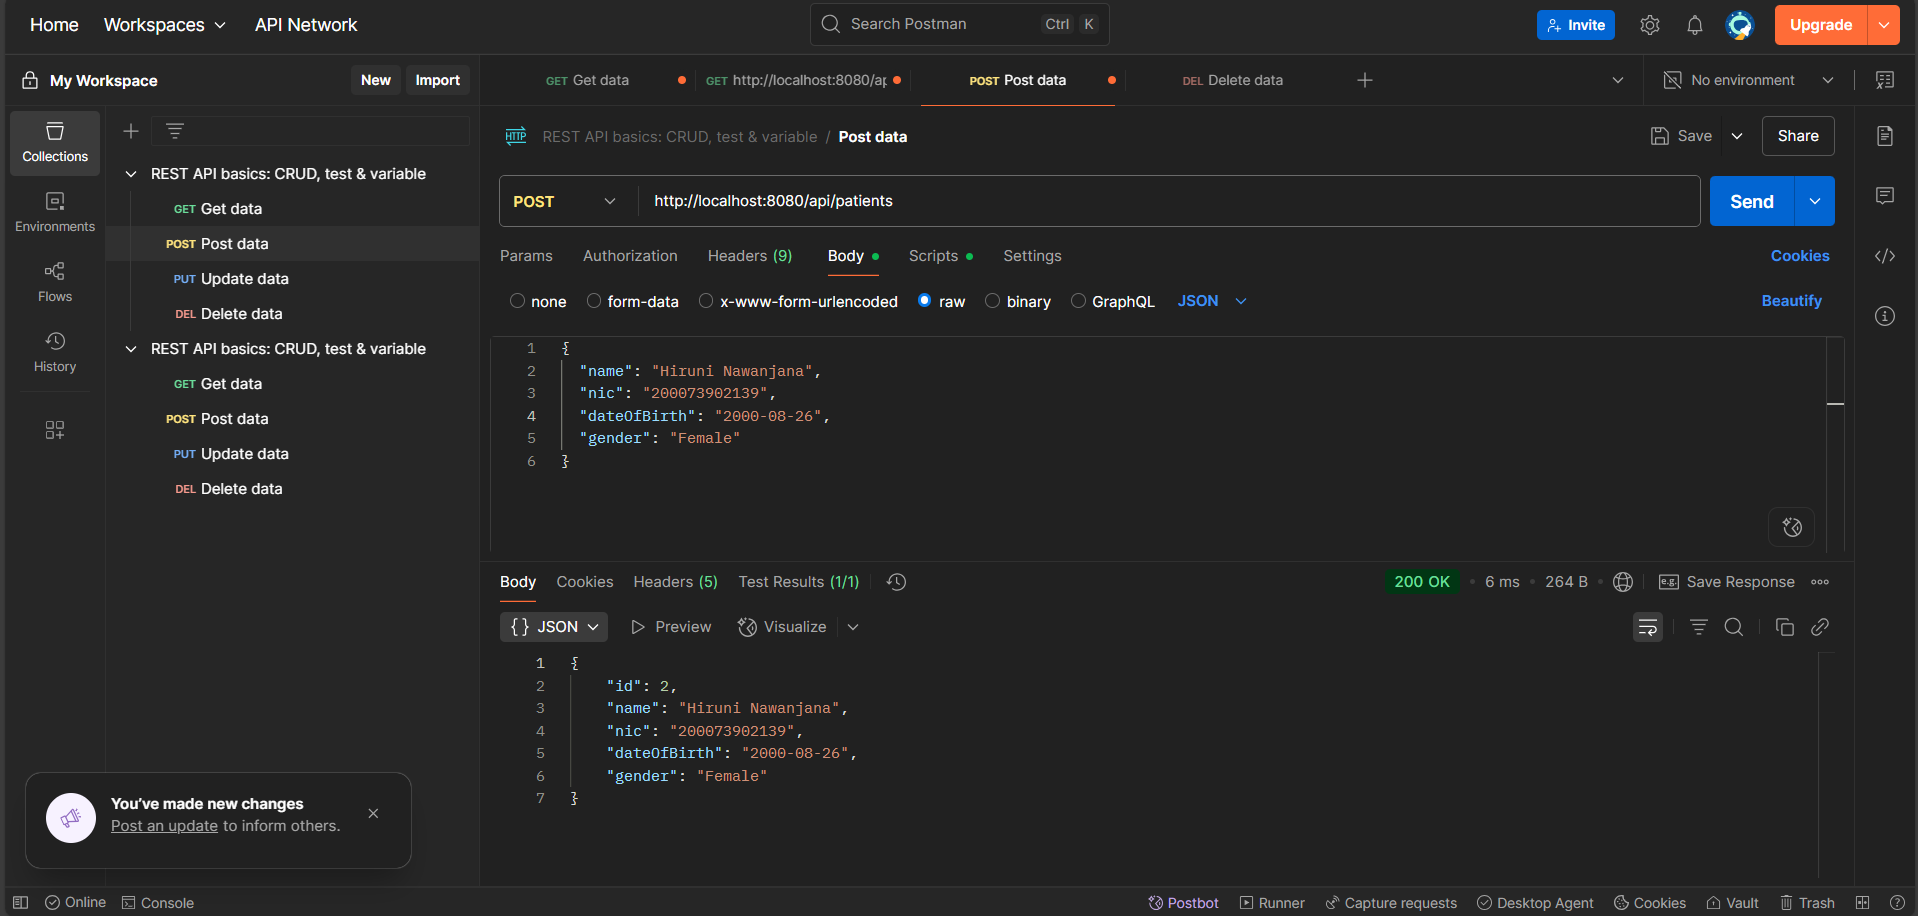 Home Workspaces API Network Search Postman Ctrl K Invite Upgrade
My Workspace New Import GET Get data GET http://localhost:8080/ap POST Post data DEL Delete data No environment
Collections
Environments
Flows
History
REST API basics: CRUD, test & variable
GET Get data
POST Post data
PUT Update data
DEL Delete data
REST API basics: CRUD, test & variable
GET Get data
POST Post data
PUT Update data
DEL Delete data
HTTP REST API basics: CRUD, test & variable / Post data Save Share
POST http://localhost:8080/api/patients Send
Params Authorization Headers (9) Body Scripts Settings Cookies
none form-data x-www-form-urlencoded raw binary GraphQL JSON Beautify
1 {
2 "name": "Hiruni Nawanjana",
3 "nic": "200073902139",
4 "dateOfBirth": "2000-08-26",
5 "gender": "Female"
6 }
Body Cookies Headers (5) Test Results (1/1) 200 OK 6 ms 264 B e.g. Save Response
{} JSON Preview Visualize
1 {
2 "id": 2,
3 "name": "Hiruni Nawanjana",
4 "nic": "200073902139",
5 "dateOfBirth": "2000-08-26",
6 "gender": "Female"
7 }
You've made new changes
Post an update to inform others.
Online Console Postbot Runner Capture requests Desktop Agent Cookies Vault Trash